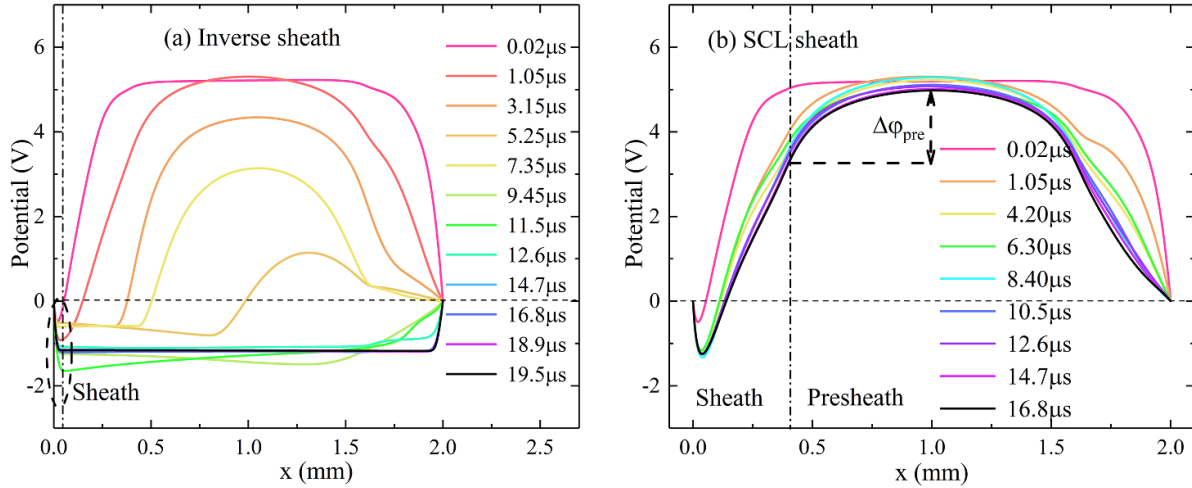 (a) Inverse sheath
0.02μs
1.05μs
3.15μs
5.25μs
7.35μs
9.45μs
11.5μs
12.6μs
14.7μs
16.8μs
18.9μs
19.5μs
Sheath
Potential (V)
6
4
2
0
-2
0.0
0.5
1.0
1.5
2.0
2.5
x (mm)
(b) SCL sheath
Δφpre
0.02μs
1.05μs
4.20μs
6.30μs
8.40μs
10.5μs
12.6μs
14.7μs
16.8μs
Sheath
Presheath
Potential (V)
6
4
2
0
-2
0.0
0.5
1.0
1.5
2.0
x (mm)